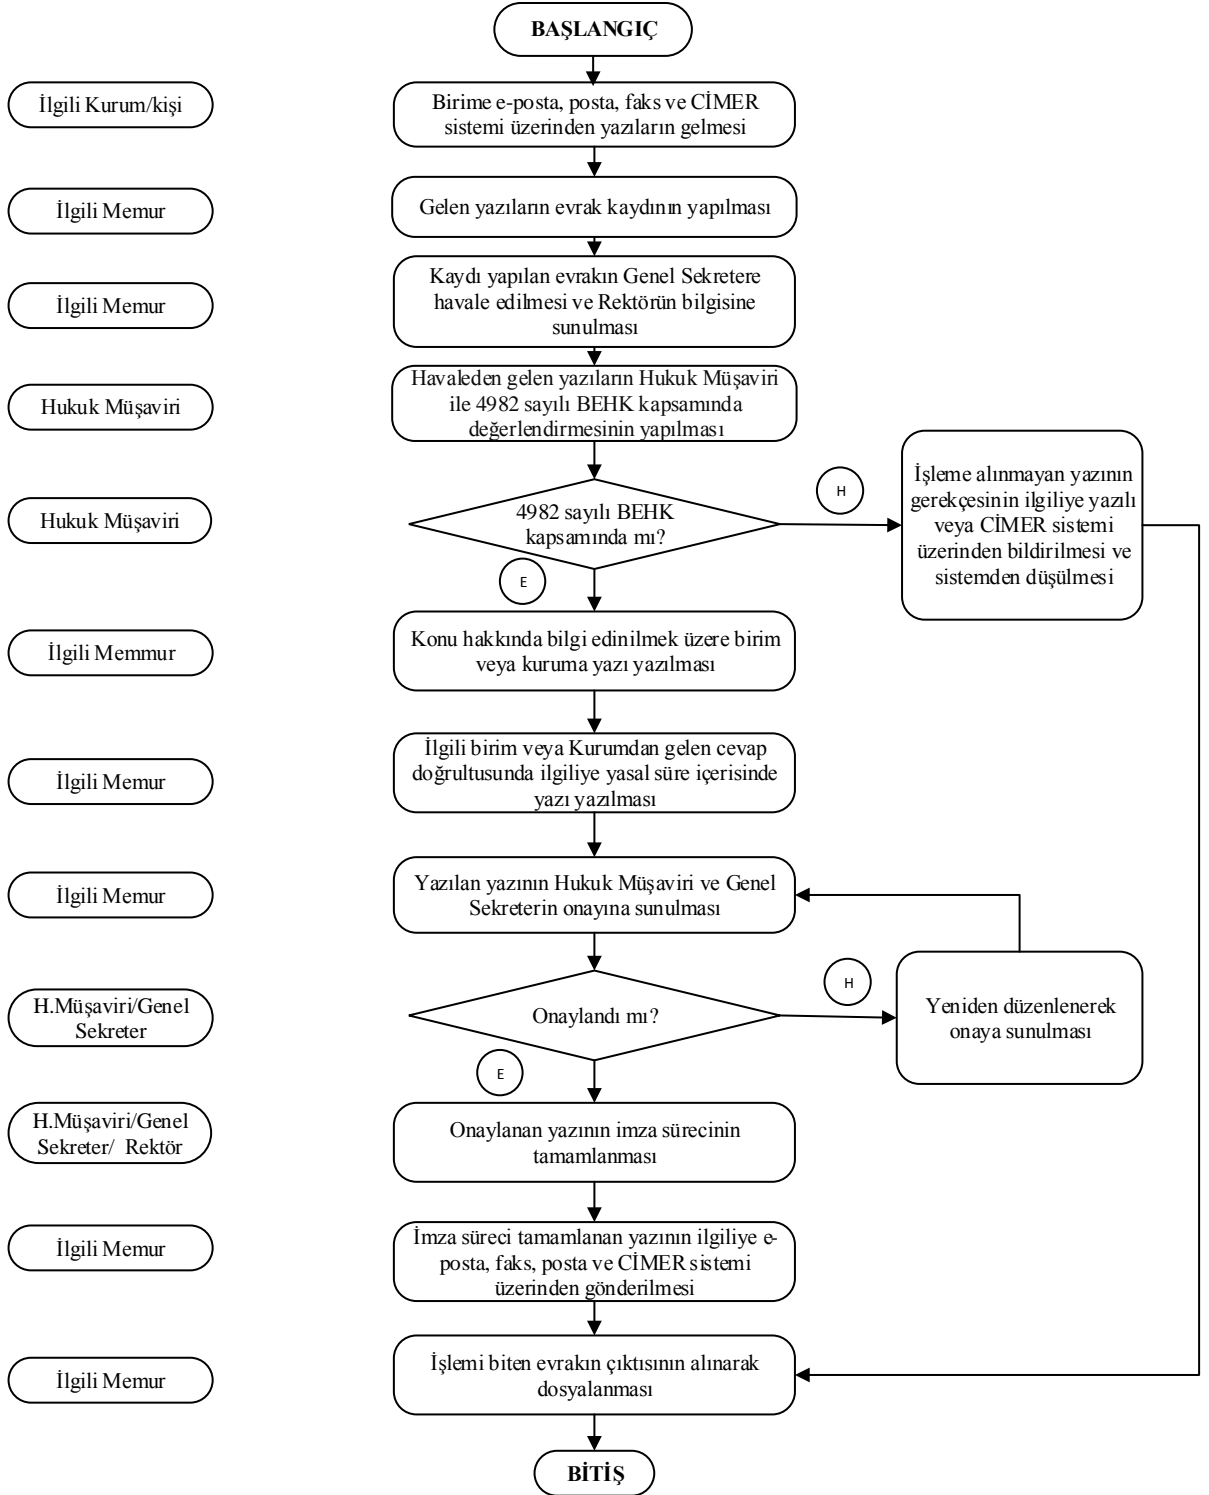 BAŞLANGIÇ
İlgili Kurum/kişi
Birime e-posta, posta, faks ve CİMER
sistemi üzerinden yazıların gelmesi
İlgili Memur
Gelen yazıların evrak kaydının yapılması
İlgili Memur
Kaydı yapılan evrakın Genel Sekretere
havale edilmesi ve Rektörün bilgisine
sunulması
Hukuk Müşaviri
Havaleden gelen yazıların Hukuk Müşaviri
ile 4982 sayılı BEHK kapsamında
değerlendirmesinin yapılması
Hukuk Müşaviri
4982 sayılı BEHK
kapsamında mı?
H
İşleme alınmayan yazının
gerekçesinin ilgiliye yazılı
veya CİMER sistemi
üzerinden bildirilmesi ve
sistemden düşülmesi
E
İlgili Memmur
Konu hakkında bilgi edinilmek üzere birim
veya kuruma yazı yazılması
İlgili Memur
İlgili birim veya Kurumdan gelen cevap
doğrultusunda ilgiliye yasal süre içerisinde
yazı yazılması
İlgili Memur
Yazılan yazının Hukuk Müşaviri ve Genel
Sekreterin onayına sunulması
H.Müşaviri/Genel
Sekreter
Onaylandı mı?
H
Yeniden düzenlenerek
onaya sunulması
E
H.Müşaviri/Genel
Sekreter/ Rektör
Onaylanan yazının imza sürecinin
tamamlanması
İlgili Memur
İmza süreci tamamlanan yazının ilgiliye e-
posta, faks, posta ve CİMER sistemi
üzerinden gönderilmesi
İlgili Memur
İşlemi biten evrakın çıktısının alınarak
dosyalanması
BİTİŞ